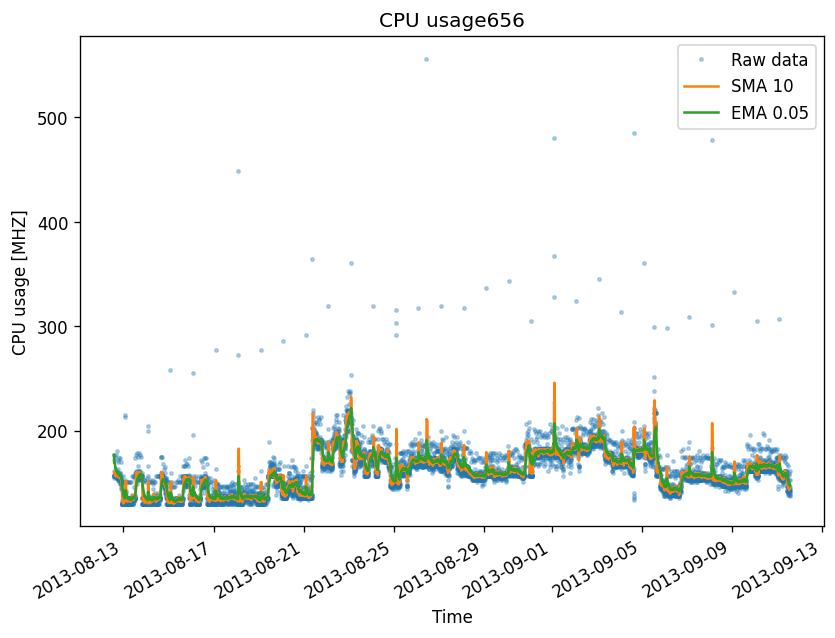 CPU usage656
Raw data
SMA 10
EMA 0.05
CPU usage [MHZ]
500
400
300
200
2013-08-13
2013-08-17
2013-08-21
2013-08-25
2013-08-29
2013-09-01
2013-09-05
2013-09-09
2013-09-13
Time